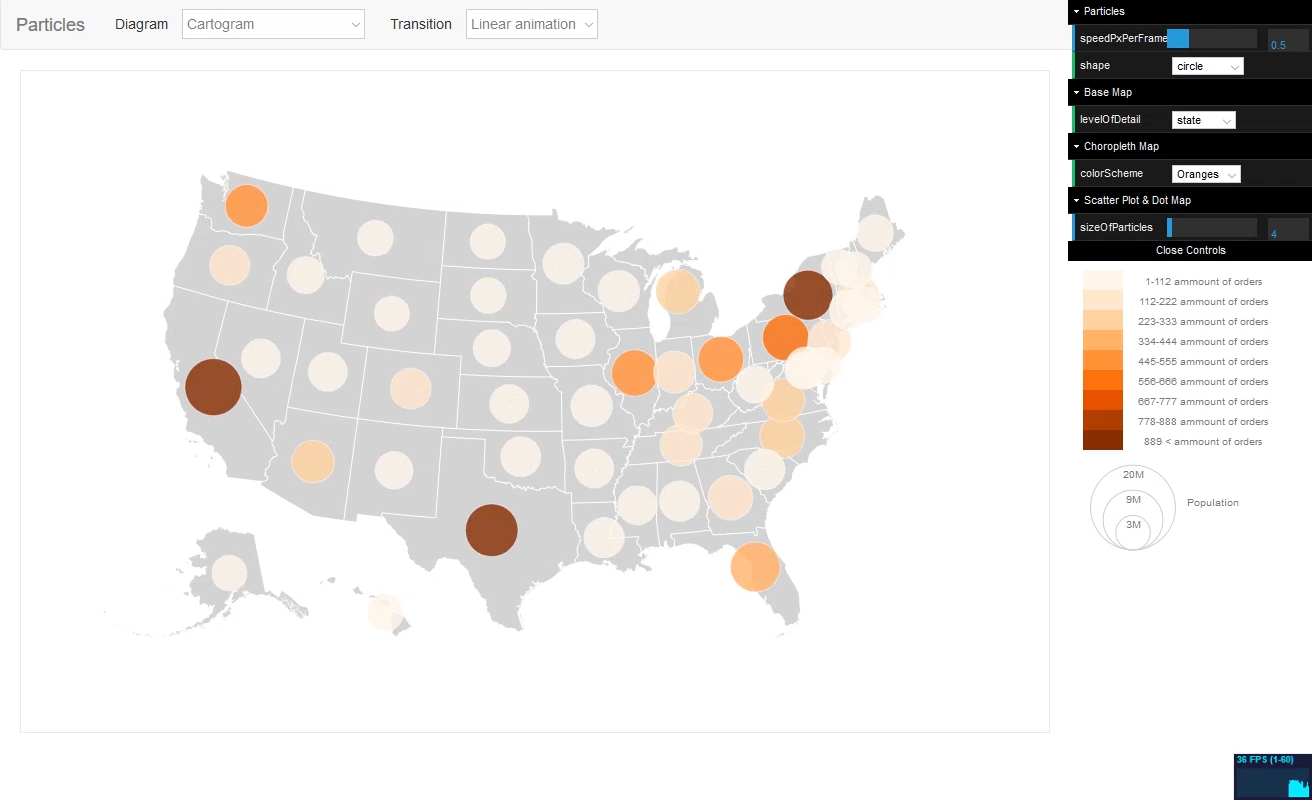 Particles Diagram Cartogram Transition Linear animation
Particles
speedPxPerFrame 0.5
shape circle
Base Map
levelOfDetail state
Choropleth Map
colorScheme Oranges
Scatter Plot & Dot Map
sizeOfParticles 4
Close Controls
1-112 ammount of orders
112-222 ammount of orders
223-333 ammount of orders
334-444 ammount of orders
445-555 ammount of orders
556-666 ammount of orders
667-777 ammount of orders
778-888 ammount of orders
889 < ammount of orders
20M
9M
3M
Population
36 FPS (1-60)